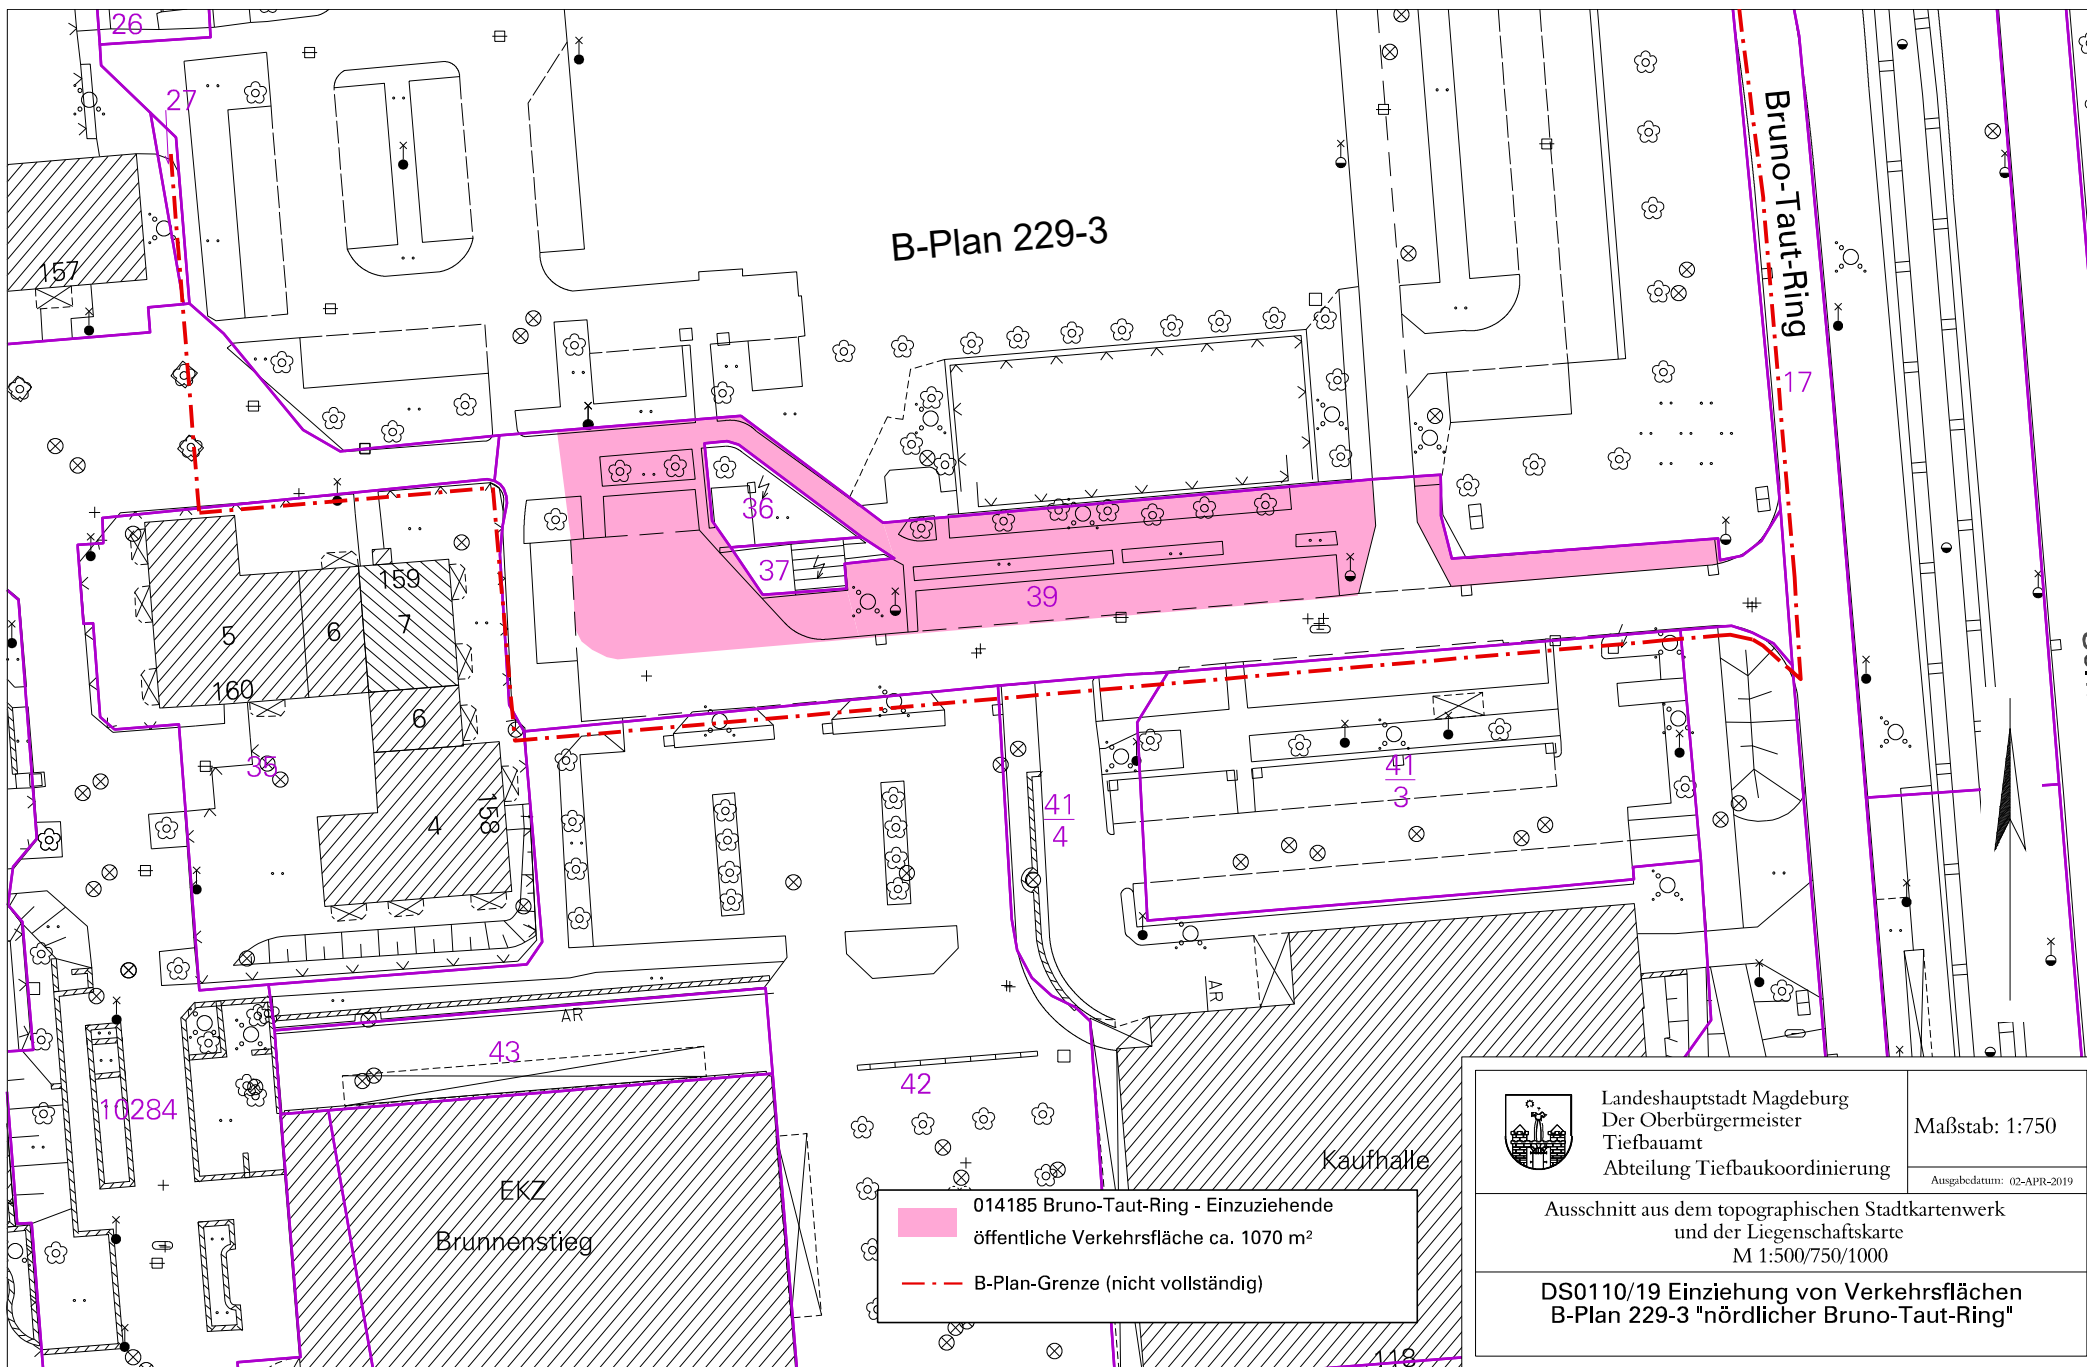 26
27
157
B-Plan 229-3
Bruno-Taut-Ring
17
36
37
39
159
5
6
7
160
6
35
4
158
41
4
41
3
AR
AR
43
42
10284
EKZ
Brunnenstieg
Kaufhalle
118
014185 Bruno-Taut-Ring - Einzuziehende
öffentliche Verkehrsfläche ca. 1070 m²
B-Plan-Grenze (nicht vollständig)
Landeshauptstadt Magdeburg
Der Oberbürgermeister
Tiefbauamt
Abteilung Tiefbaukoordinierung
Maßstab: 1:750
Ausgabedatum: 02-APR-2019
Ausschnitt aus dem topographischen Stadtkartenwerk
und der Liegenschaftskarte
M 1:500/750/1000
DS0110/19 Einziehung von Verkehrsflächen
B-Plan 229-3 "nördlicher Bruno-Taut-Ring"